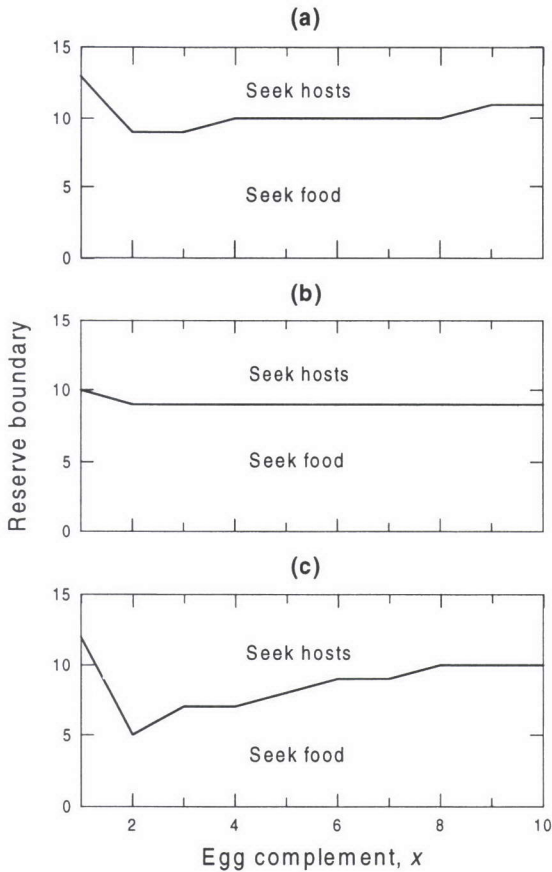 (a)
15
10
5
0
Seek hosts
Seek food
(b)
15
10
5
0
Seek hosts
Seek food
(c)
15
10
5
0
Seek hosts
Seek food
2 4 6 8 10
Egg complement, x
Reserve boundary